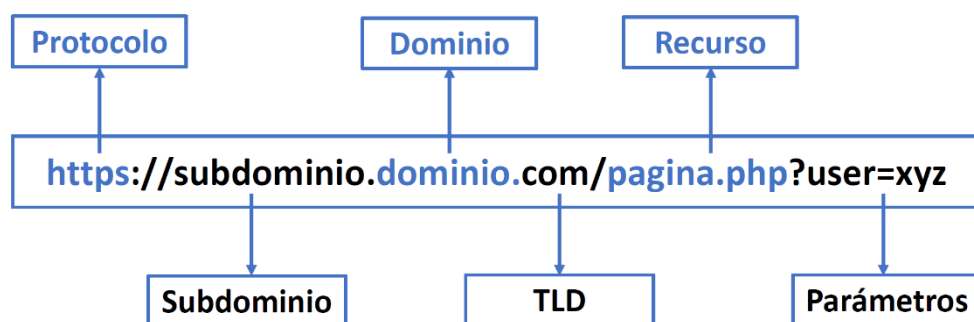 Protocolo Dominio Recurso
https://subdominio.dominio.com/pagina.php?user=xyz
Subdominio TLD Parámetros